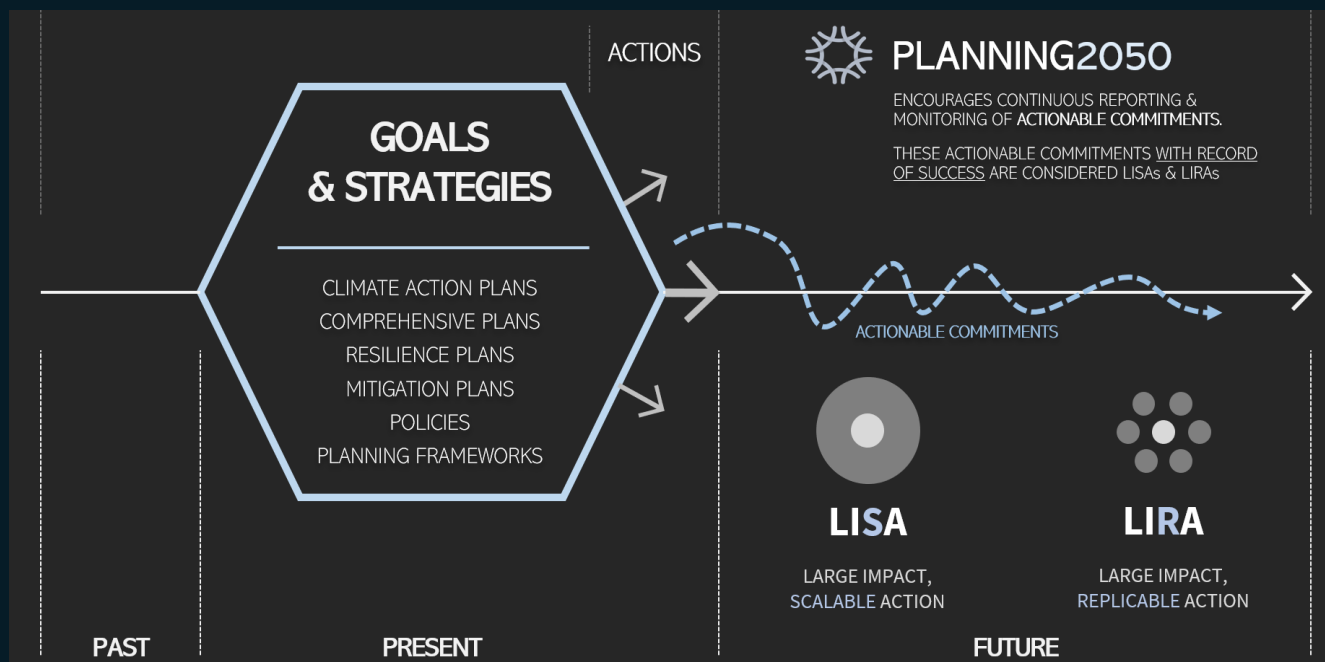 ACTIONS
PLANNING2050
ENCOURAGES CONTINUOUS REPORTING &
MONITORING OF ACTIONABLE COMMITMENTS.
THESE ACTIONABLE COMMITMENTS WITH RECORD
OF SUCCESS ARE CONSIDERED LISAs & LIRAs
GOALS
& STRATEGIES
CLIMATE ACTION PLANS
COMPREHENSIVE PLANS
RESILIENCE PLANS
MITIGATION PLANS
POLICIES
PLANNING FRAMEWORKS
ACTIONABLE COMMITMENTS
LISA
LARGE IMPACT,
SCALABLE ACTION
LIRA
LARGE IMPACT,
REPLICABLE ACTION
PAST
PRESENT
FUTURE